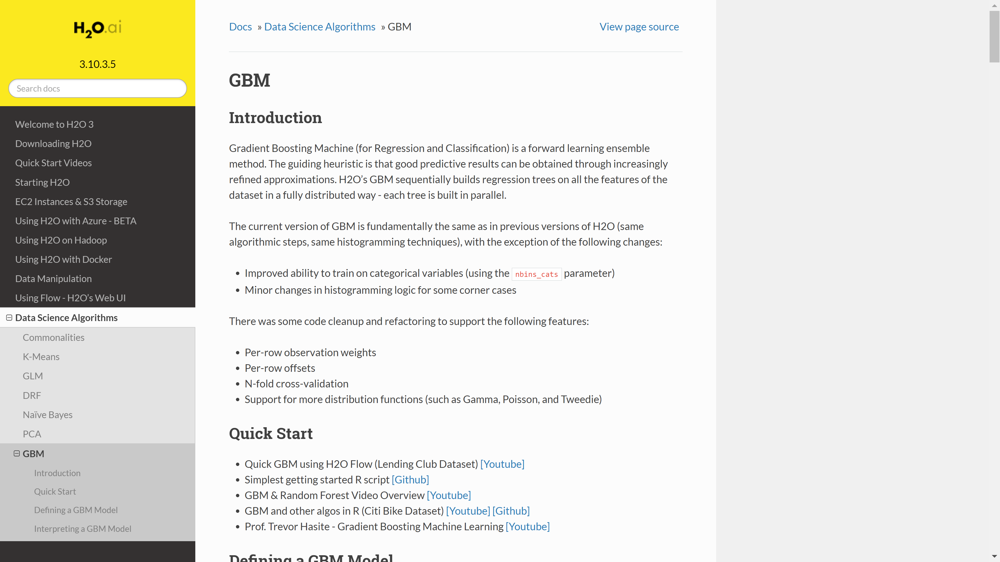 H2O.ai
3.10.3.5
Search docs
Welcome to H2O 3
Downloading H2O
Quick Start Videos
Starting H2O
EC2 Instances & S3 Storage
Using H2O with Azure - BETA
Using H2O on Hadoop
Using H2O with Docker
Data Manipulation
Using Flow - H2O’s Web UI
Data Science Algorithms
Commonalities
K-Means
GLM
DRF
Naïve Bayes
PCA
GBM
Introduction
Quick Start
Defining a GBM Model
Interpreting a GBM Model
Docs » Data Science Algorithms » GBM
View page source
GBM
Introduction
Gradient Boosting Machine (for Regression and Classification) is a forward learning ensemble
method. The guiding heuristic is that good predictive results can be obtained through increasingly
refined approximations. H2O’s GBM sequentially builds regression trees on all the features of the
dataset in a fully distributed way - each tree is built in parallel.
The current version of GBM is fundamentally the same as in previous versions of H2O (same
algorithmic steps, same histogramming techniques), with the exception of the following changes:
• Improved ability to train on categorical variables (using the nbins_cats parameter)
• Minor changes in histogramming logic for some corner cases
There was some code cleanup and refactoring to support the following features:
• Per-row observation weights
• Per-row offsets
• N-fold cross-validation
• Support for more distribution functions (such as Gamma, Poisson, and Tweedie)
Quick Start
• Quick GBM using H2O Flow (Lending Club Dataset) [Youtube]
• Simplest getting started R script [Github]
• GBM & Random Forest Video Overview [Youtube]
• GBM and other algos in R (Citi Bike Dataset) [Youtube] [Github]
• Prof. Trevor Hasite - Gradient Boosting Machine Learning [Youtube]
Defining a GBM Model